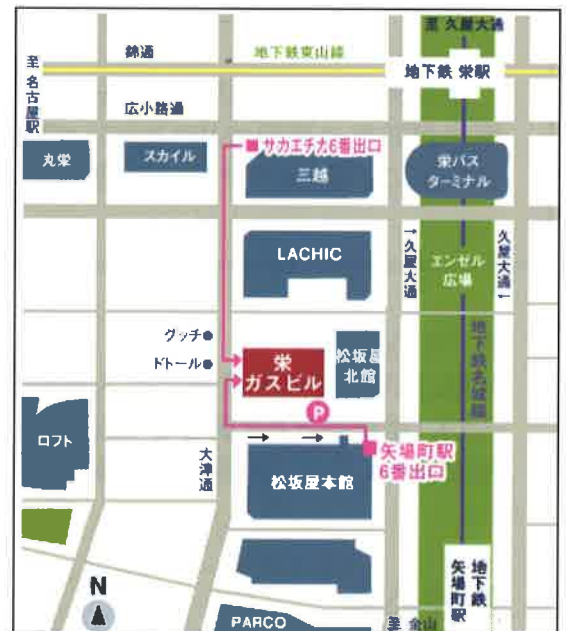 至 久屋大通
錦通
地下鉄東山線
至 名古屋駅
地下鉄 栄駅
広小路通
サカエチカ6番出口
丸栄
スカイル
三越
栄バス
ターミナル
LACHIC
→久屋大通
エンゼル
広場
久屋大通←
グッチ
ドトール
栄
ガスビル
松坂屋
北館
地下鉄名城線
P
ロフト
大津通
→ →
矢場町駅
6番出口
松坂屋本館
地下鉄
矢場町駅
N
PARCO
至 金山